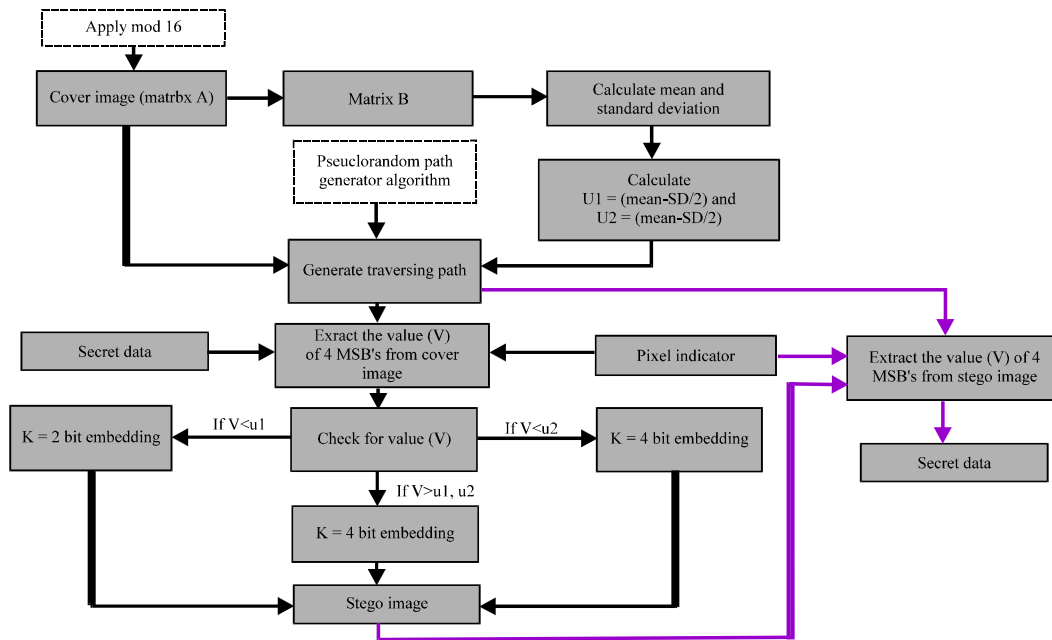 Apply mod 16
Cover image (matrbx A)
Matrix B
Calculate mean and
standard deviation
Pseuclorandom path
generator algorithm
Calculate
U1 = (mean-SD/2) and
U2 = (mean-SD/2)
Generate traversing path
Secret data
Exract the value (V)
of 4 MSB's from cover
image
Pixel indicator
Extract the value (V) of 4
MSB's from stego image
K = 2 bit embedding
If V<u1
Check for value (V)
If V<u2
K = 4 bit embedding
Secret data
If V>u1, u2
K = 4 bit embedding
Stego image